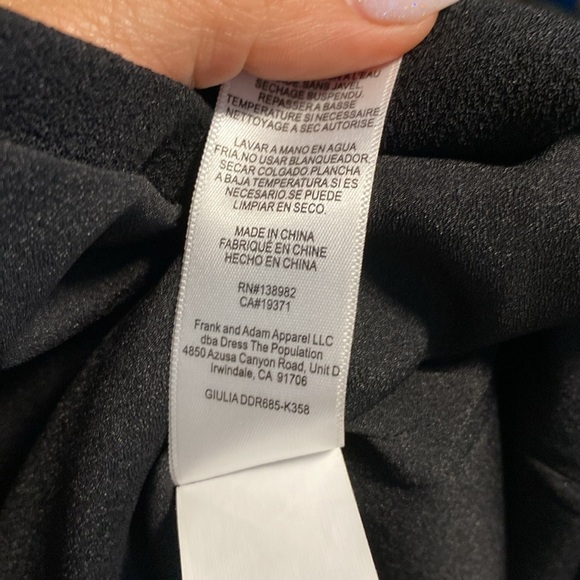 SANS JAVEL.
SECHAGE SUSPENDU.
REPASSER A BASSE
TEMPERATURE SI NECESSAIRE
NETTOYAGE A SEC AUTORISE.
LAVAR A MANO EN AGUA
FRIA.NO USAR BLANQUEADOR.
SECAR COLGADO.PLANCHA
A BAJA TEMPERATURA.SI ES
NECESARIO.SE PUEDE
LIMPIAR EN SECO.
MADE IN CHINA
FABRIQUÉ EN CHINE
HECHO EN CHINA
RN#138982
CA#19371
Frank and Adam Apparel LLC
dba Dress The Population
4850 Azusa Canyon Road, Unit D
Irwindale, CA 91706
GIULIADDR685-K358